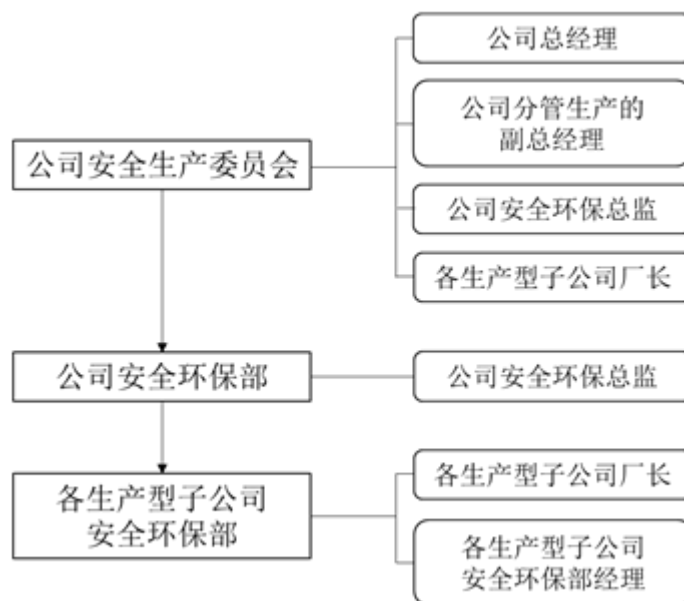 公司总经理
公司分管生产的
副总经理
公司安全生产委员会
公司安全环保总监
各生产型子公司厂长
公司安全环保部
公司安全环保总监
各生产型子公司
安全环保部
各生产型子公司厂长
各生产型子公司
安全环保部经理